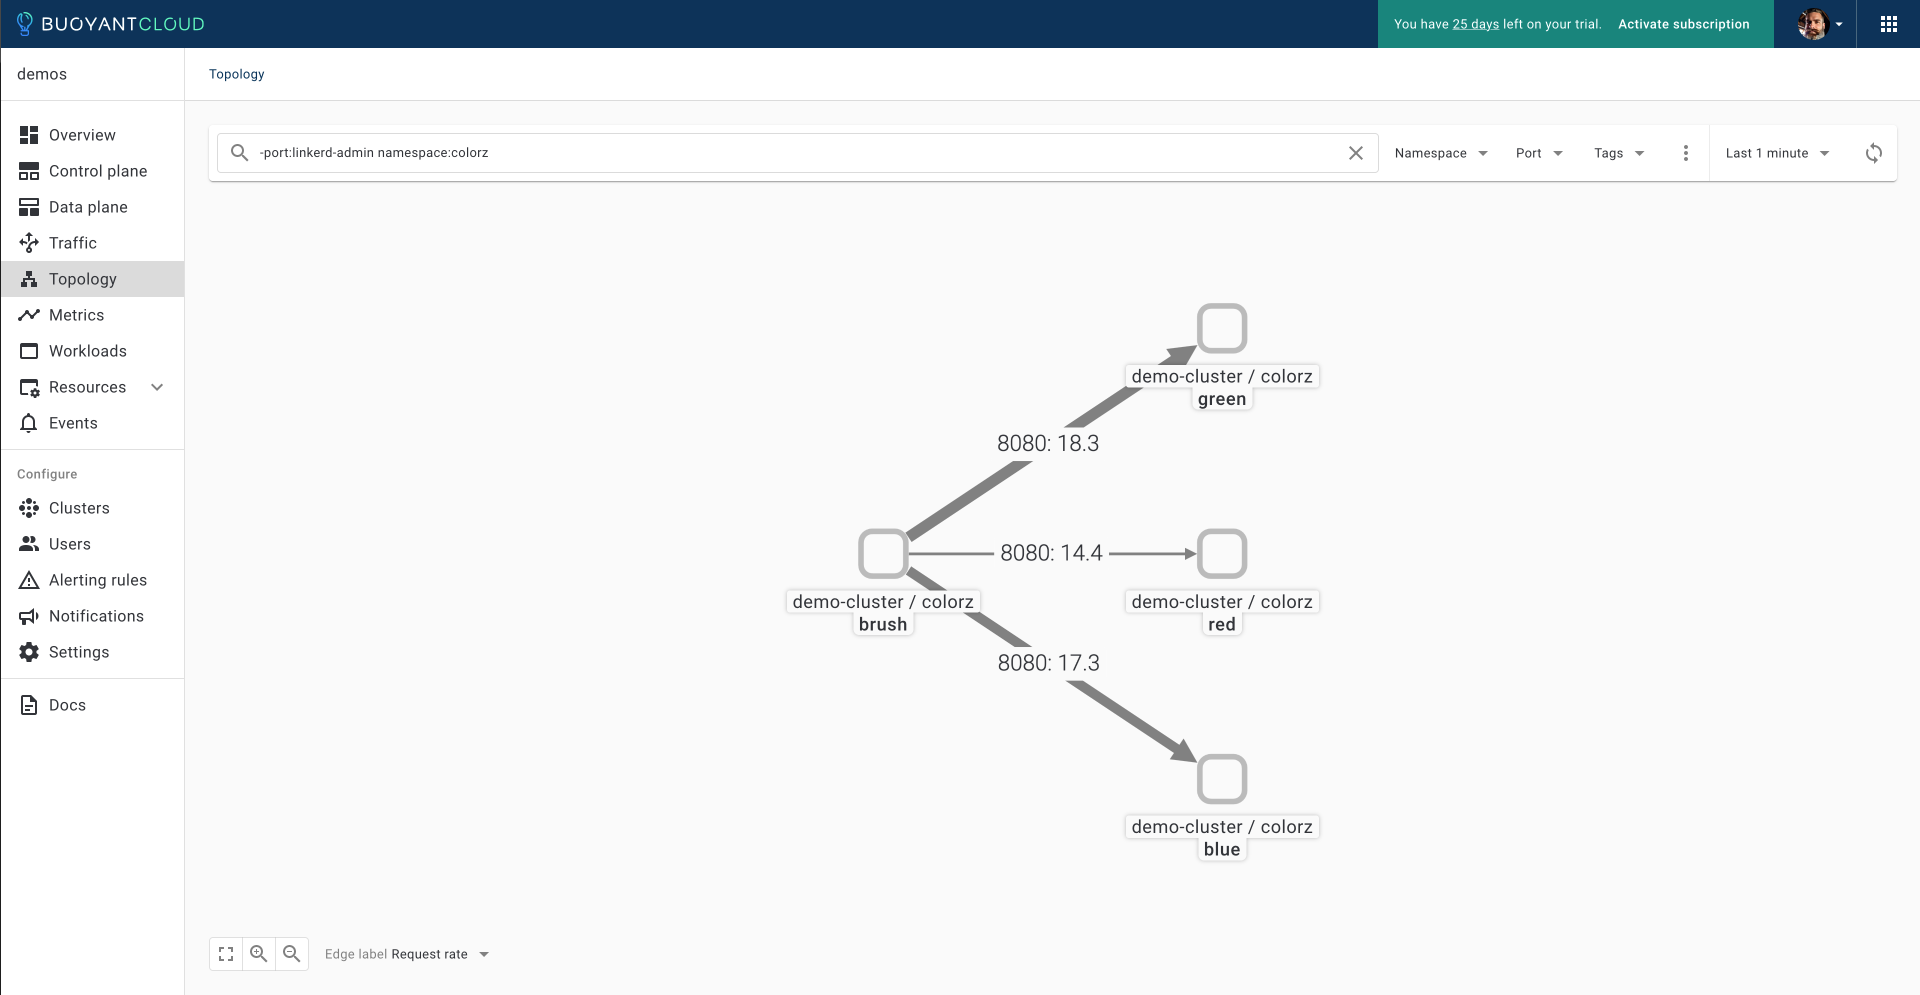 BUOYANTCLOUD
You have 25 days left on your trial. Activate subscription
demos
Topology
Overview
Control plane
Data plane
Traffic
Topology
Metrics
Workloads
Resources
Events
Configure
Clusters
Users
Alerting rules
Notifications
Settings
Docs
-port:linkerd-admin namespace:colorz
Namespace
Port
Tags
Last 1 minute
demo-cluster / colorz
green
8080: 18.3
8080: 14.4
demo-cluster / colorz
brush
demo-cluster / colorz
red
8080: 17.3
demo-cluster / colorz
blue
Edge label Request rate